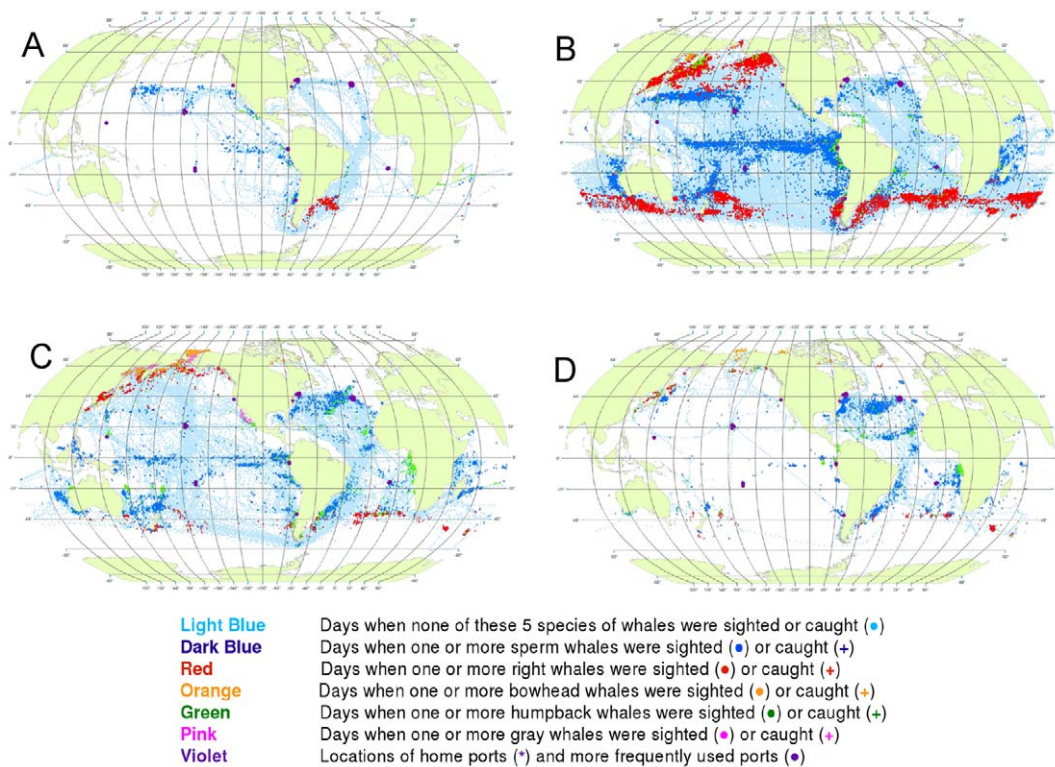 A
B
C
D
Light Blue Days when none of these 5 species of whales were sighted or caught (•)
Dark Blue Days when one or more sperm whales were sighted (•) or caught (+)
Red Days when one or more right whales were sighted (•) or caught (+)
Orange Days when one or more bowhead whales were sighted (•) or caught (+)
Green Days when one or more humpback whales were sighted (•) or caught (+)
Pink Days when one or more gray whales were sighted (•) or caught (+)
Violet Locations of home ports (*) and more frequently used ports (•)